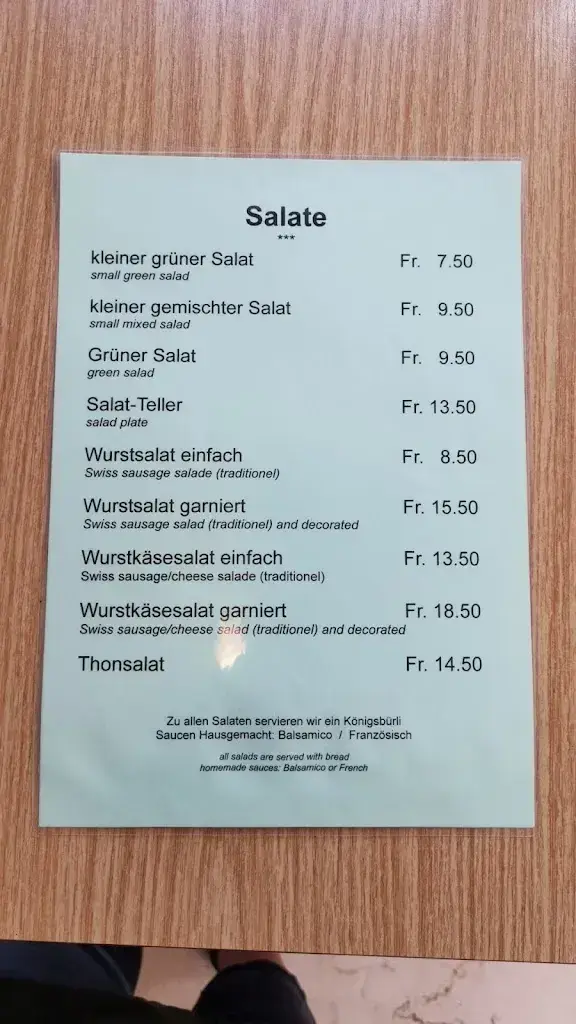 Salate
***
kleiner grüner Salat Fr. 7.50
small green salad
kleiner gemischter Salat Fr. 9.50
small mixed salad
Grüner Salat Fr. 9.50
green salad
Salat-Teller Fr. 13.50
salad plate
Wurstsalat einfach Fr. 8.50
Swiss sausage salade (traditionel)
Wurstsalat garniert Fr. 15.50
Swiss sausage salad (traditionel) and decorated
Wurstkäsesalat einfach Fr. 13.50
Swiss sausage/cheese salade (traditionel)
Wurstkäsesalat garniert Fr. 18.50
Swiss sausage/cheese salad (traditionel) and decorated
Thonsalat Fr. 14.50
Zu allen Salaten servieren wir ein Königsbürli
Saucen Hausgemacht: Balsamico / Französisch
all salads are served with bread
homemade sauces: Balsamico or French